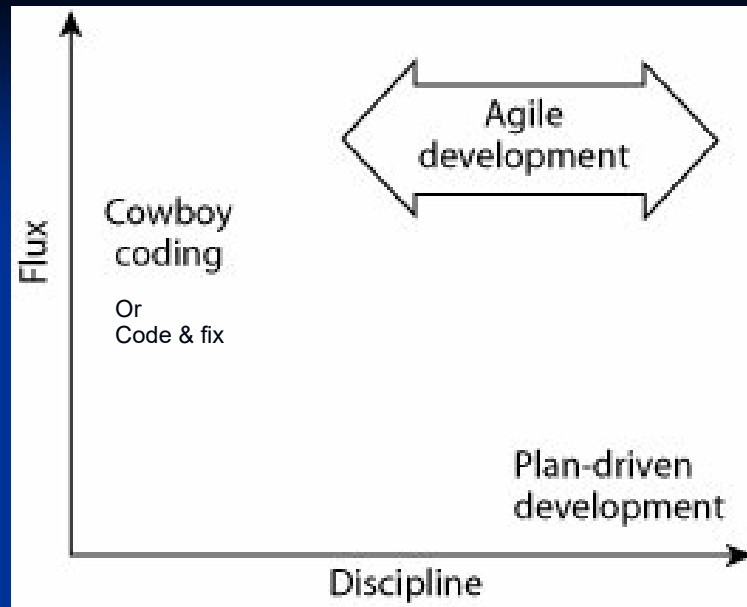 Agile
development
Cowboy
coding
Or
Code & fix
Flux
Plan-driven
development
Discipline